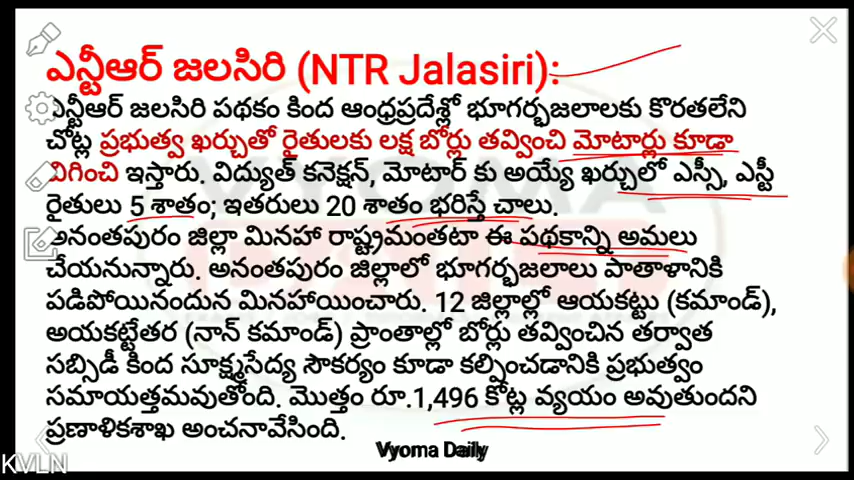 ఎన్టీఆర్ జలసిరి (NTR Jalasiri):
ఎన్టీఆర్ జలసిరి పథకం కింద ఆంధ్రప్రదేశ్లో భూగర్భజలాలకు కొరతలేని
చోట్ల ప్రభుత్వ ఖర్చుతో రైతులకు లక్ష బోర్లు తవ్వించి మోటార్లు కూడా
బిగించి ఇస్తారు. విద్యుత్ కనెక్షన్, మోటార్ కు అయ్యే ఖర్చులో ఎస్సీ, ఎస్టీ
రైతులు 5 శాతం; ఇతరులు 20 శాతం భరిస్తే చాలు.
అనంతపురం జిల్లా మినహా రాష్ట్రమంతటా ఈ పథకాన్ని అమలు
చేయనున్నారు. అనంతపురం జిల్లాలో భూగర్భజలాలు పాతాళానికి
పడిపోయినందున మినహాయించారు. 12 జిల్లాల్లో ఆయకట్టు (కమాండ్),
అయకట్టేతర (నాన్ కమాండ్) ప్రాంతాల్లో బోర్లు తవ్వించిన తర్వాత
సబ్సిడీ కింద సూక్ష్మసేద్య సౌకర్యం కూడా కల్పించడానికి ప్రభుత్వం
సమాయత్తమవుతోంది. మొత్తం రూ.1,496 కోట్ల వ్యయం అవుతుందని
ప్రణాళికశాఖ అంచనావేసింది.
Vyoma Daily
KVLN